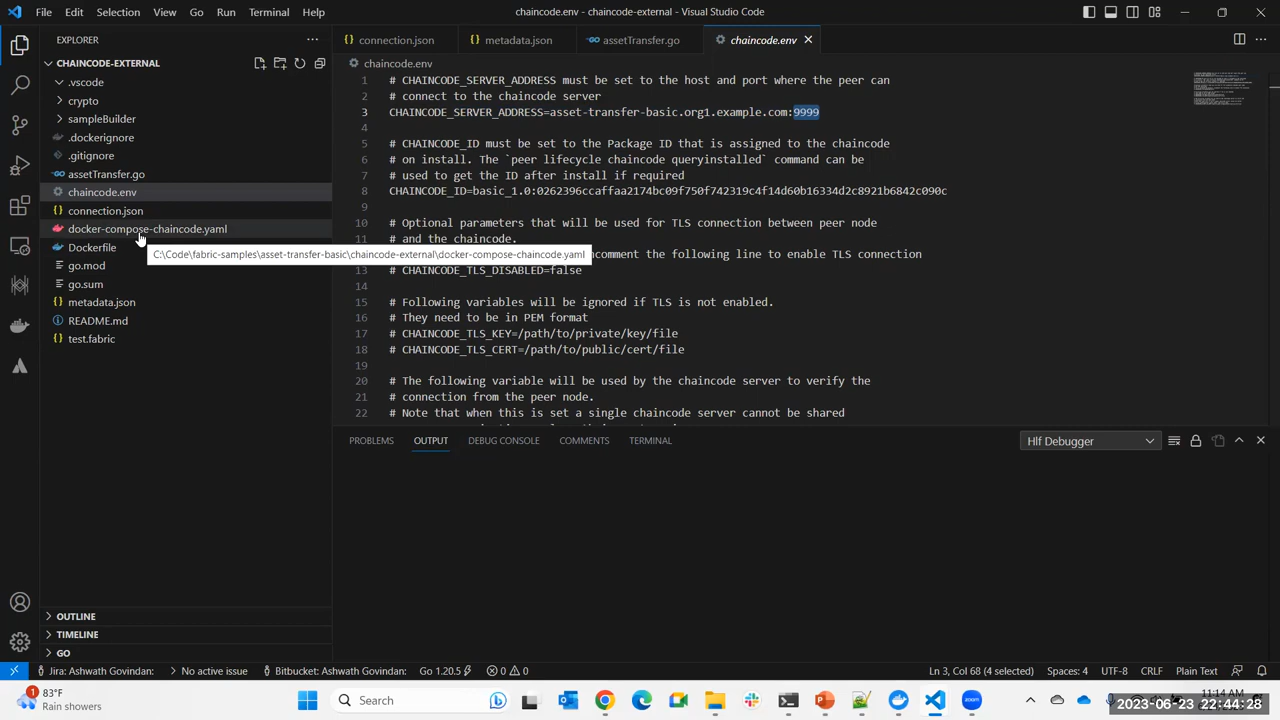 File Edit Selection View Go Run Terminal Help
chaincode.env - chaincode-external - Visual Studio Code
EXPLORER
CHAINCODE-EXTERNAL
.vscode
crypto
sampleBuilder
.dockerignore
.gitignore
assetTransfer.go
chaincode.env
connection.json
docker-compose-chaincode.yaml
Dockerfile
go.mod
go.sum
metadata.json
README.md
test.fabric
C:\Code\fabric-samples\asset-transfer-basic\chaincode-external\docker-compose-chaincode.yaml
OUTLINE
TIMELINE
GO
connection.json metadata.json assetTransfer.go chaincode.env
chaincode.env
1 # CHAINCODE_SERVER_ADDRESS must be set to the host and port where the peer can
2 # connect to the chaincode server
3 CHAINCODE_SERVER_ADDRESS=asset-transfer-basic.org1.example.com:9999
4
5 # CHAINCODE_ID must be set to the Package ID that is assigned to the chaincode
6 # on install. The `peer lifecycle chaincode queryinstalled` command can be
7 # used to get the ID after install if required
8 CHAINCODE_ID=basic_1.0:0262396ccaffaa2174bc09f750f742319c4f14d60b16334d2c8921b6842c090c
9
10 # Optional parameters that will be used for TLS connection between peer node
11 # and the chaincode.
comment the following line to enable TLS connection
13 # CHAINCODE_TLS_DISABLED=false
14
15 # Following variables will be ignored if TLS is not enabled.
16 # They need to be in PEM format
17 # CHAINCODE_TLS_KEY=/path/to/private/key/file
18 # CHAINCODE_TLS_CERT=/path/to/public/cert/file
19
20 # The following variable will be used by the chaincode server to verify the
21 # connection from the peer node.
22 # Note that when this is set a single chaincode server cannot be shared
PROBLEMS OUTPUT DEBUG CONSOLE COMMENTS TERMINAL
Hlf Debugger
Jira: Ashwath Govindan: No active issue Bitbucket: Ashwath Govindan: Go 1.20.5 0 0
Ln 3, Col 68 (4 selected) Spaces: 4 UTF-8 CRLF Plain Text
1
83°F
Rain showers
Search
zoom
11:14 AM
2023-06-23 22:44:28